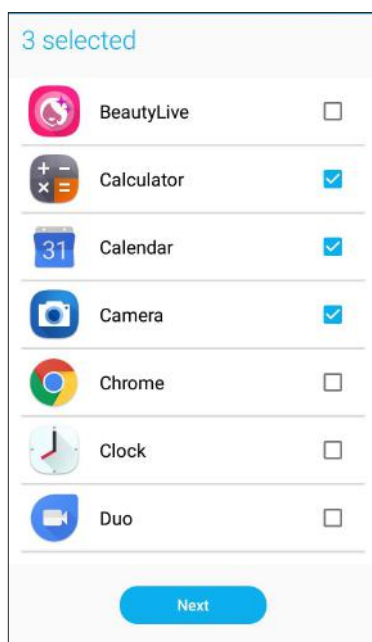 3 selected
BeautyLive
Calculator
31 Calendar
Camera
Chrome
Clock
Duo
Next